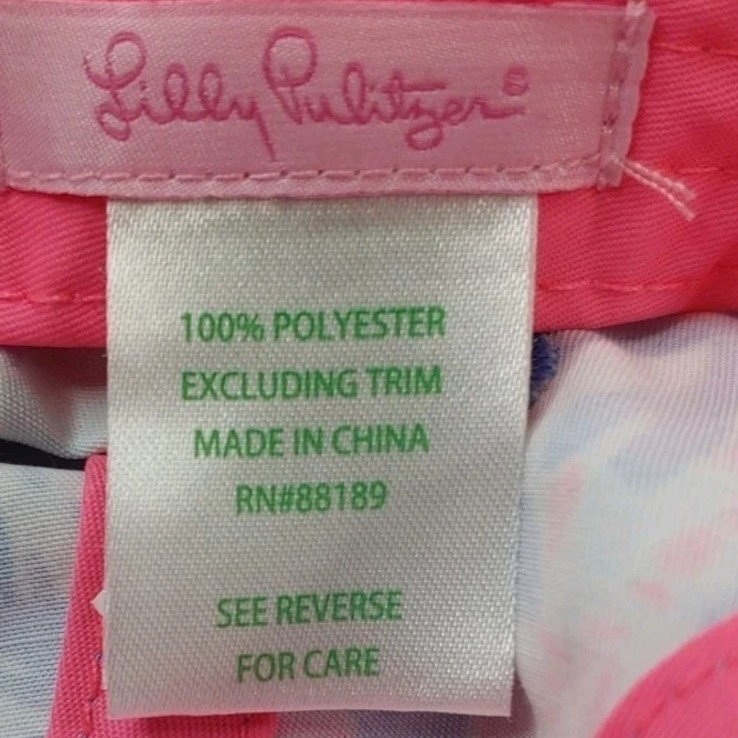 Lilly Pulitzer®
100% POLYESTER
EXCLUDING TRIM
MADE IN CHINA
RN#88189
SEE REVERSE
FOR CARE